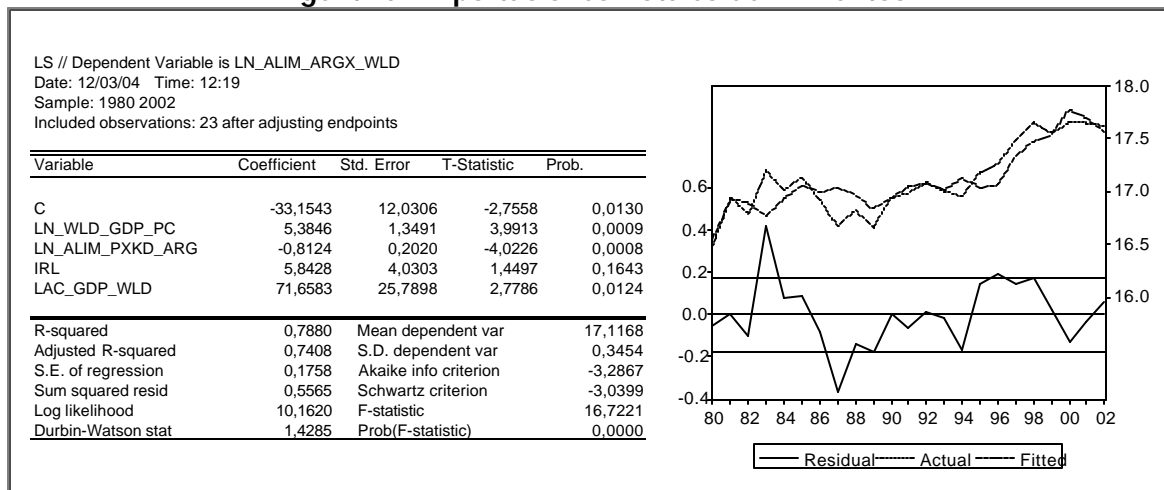 LS // Dependent Variable is LN_ALIM_ARGX_WLD
Date: 12/03/04 Time: 12:19
Sample: 1980 2002
Included observations: 23 after adjusting endpoints
Variable Coefficient Std. Error T-Statistic Prob.
C -33,1543 12,0306 -2,7558 0,0130
LN_WLD_GDP_PC 5,3846 1,3491 3,9913 0,0009
LN_ALIM_PXKD_ARG -0,8124 0,2020 -4,0226 0,0008
IRL 5,8428 4,0303 1,4497 0,1643
LAC_GDP_WLD 71,6583 25,7898 2,7786 0,0124
R-squared 0,7880 Mean dependent var 17,1168
Adjusted R-squared 0,7408 S.D. dependent var 0,3454
S.E. of regression 0,1758 Akaike info criterion -3,2867
Sum squared resid 0,5565 Schwartz criterion -3,0399
Log likelihood 10,1620 F-statistic 16,7221
Durbin-Watson stat 1,4285 Prob(F-statistic) 0,0000
18.0
17.5
17.0
16.5
16.0
0.6
0.4
0.2
0.0
-0.2
-0.4
80 82 84 86 88 90 92 94 96 98 00 02
Residual Actual Fitted